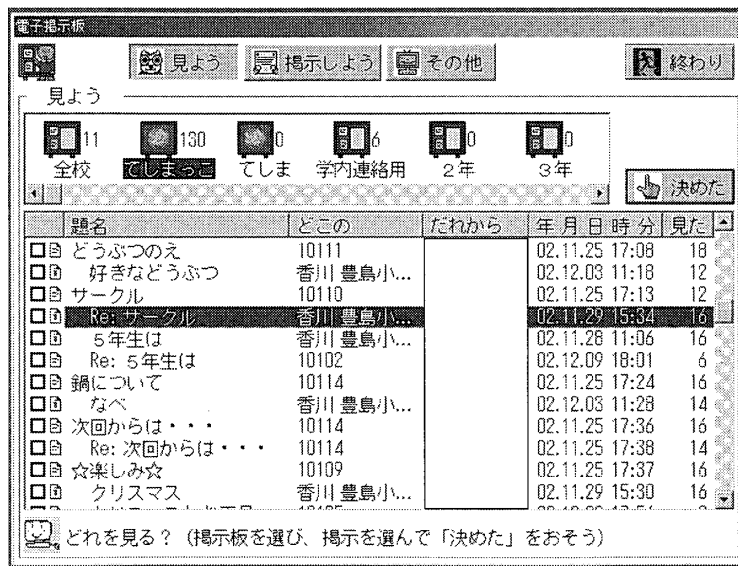 電子掲示板
見よう 掲示しよう その他 終わり
見よう
11 130 0 6 0 0
全校 てしまっこ てしま 学内連絡用 2年 3年
決めた
題名 どこの だれから 年月日時分 見た
どうぶつのえ 10111 02.11.25 17:08 18
好きなどうぶつ 香川 豊島小... 02.12.03 11:18 12
サークル 10110 02.11.25 17:13 12
Re: サークル 香川 豊島小... 02.11.29 15:34 16
5年生は 香川 豊島小... 02.11.28 11:06 16
Re: 5年生は 10102 02.12.09 18:01 6
鍋について 10114 02.11.25 17:24 16
なべ 香川 豊島小... 02.12.03 11:28 14
次回からは・・・ 10114 02.11.25 17:36 16
Re: 次回からは・・・ 10114 02.11.25 17:38 14
☆楽しみ☆ 10109 02.11.25 17:37 16
クリスマス 香川 豊島小... 02.11.29 15:30 16
どれを見る？(掲示板を選び、掲示を選んで「決めた」をおそう)